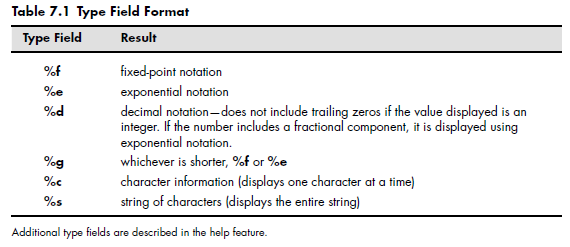 Table 7.1 Type Field Format
Type Field Result
%f fixed-point notation
%e exponential notation
%d decimal notation—does not include trailing zeros if the value displayed is an
integer. If the number includes a fractional component, it is displayed using
exponential notation.
%g whichever is shorter, %f or %e
%c character information (displays one character at a time)
%s string of characters (displays the entire string)
Additional type fields are described in the help feature.